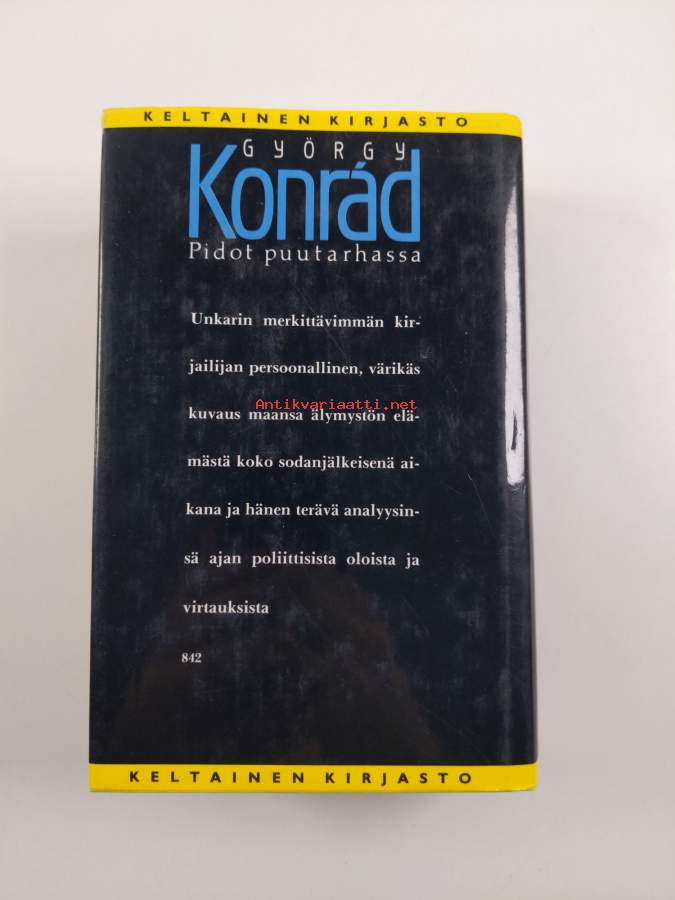 KELTAINEN KIRJASTO
GYÖRGY
Konrád
Pidot puutarhassa
Unkarin merkittävimmän kir-
jailijan persoonallinen, värikäs
Antikvariaatti.net
kuvaus maansa älymystön elä-
mästä koko sodanjälkeisenä ai-
kana ja hänen terävä analyysin-
sä ajan poliittisista oloista ja
virtauksista
842
KELTAINEN KIRJASTO